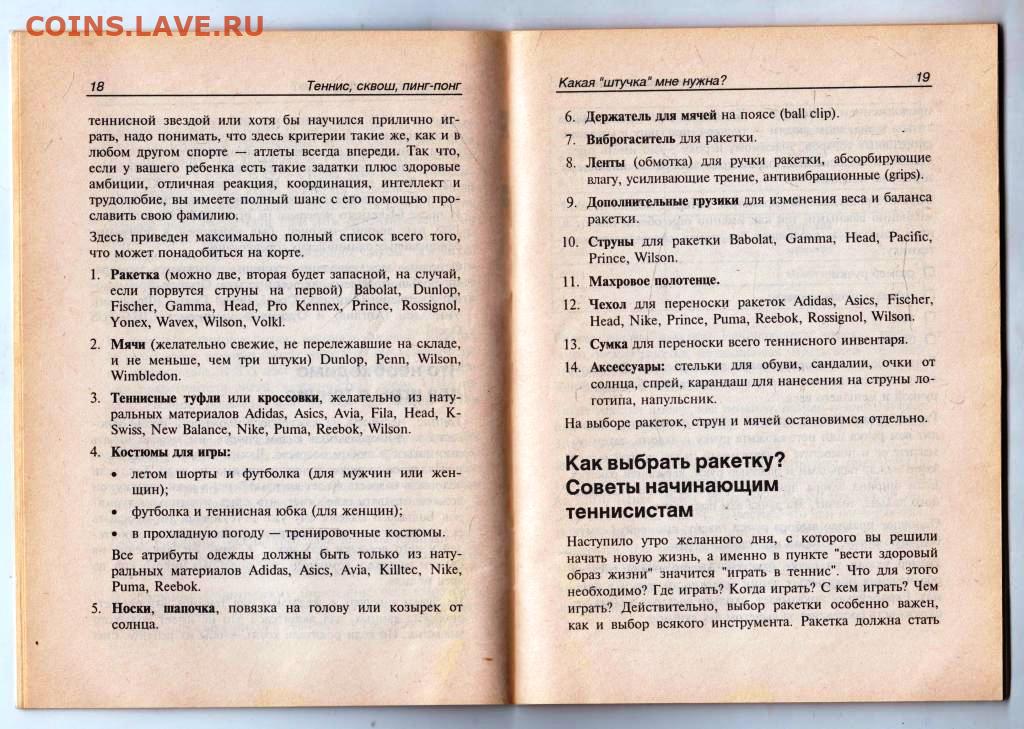 COINS.LAVE.RU
18 Теннис, сквош, пинг-понг
теннисной звездой или хотя бы научился прилично иг-
рать, надо понимать, что здесь критерии такие же, как и в
любом другом спорте — атлеты всегда впереди. Так что,
если у вашего ребенка есть такие задатки плюс здоровые
амбиции, отличная реакция, координация, интеллект и
трудолюбие, вы имеете полный шанс с его помощью про-
славить свою фамилию.
Здесь приведен максимально полный список всего того,
что может понадобиться на корте.
1. Ракетка (можно две, вторая будет запасной, на случай,
если порвутся струны на первой) Babolat, Dunlop,
Fischer, Gamma, Head, Pro Kennex, Prince, Rossignol,
Yonex, Wavex, Wilson, Volkl.
2. Мячи (желательно свежие, не пережалевшие на складе,
и не меньше, чем три штуки) Dunlop, Penn, Wilson,
Wimbledon.
3. Теннисные туфли или кроссовки, желательно из нату-
ральных материалов Adidas, Asics, Avia, Fila, Head, K-
Swiss, New Balance, Nike, Puma, Reebok, Wilson.
4. Костюмы для игры:
• летом шорты и футболка (для мужчин или жен-
щин);
• футболка и теннисная юбка (для женщин);
• в прохладную погоду — тренировочные костюмы.
Все атрибуты одежды должны быть только из нату-
ральных материалов Adidas, Asics, Avia, Killtec, Nike,
Puma, Reebok.
5. Носки, шапочка, повязка на голову или козырек от
солнца.
Какая "штучка" мне нужна? 19
6. Держатель для мячей на поясе (ball clip).
7. Виброгаситель для ракетки.
8. Ленты (обмотка) для ручки ракетки, абсорбирующие
влагу, усиливающие трение, антивибрационные (grips).
9. Дополнительные грузики для изменения веса и баланса
ракетки.
10. Струны для ракетки Babolat, Gamma, Head, Pacific,
Prince, Wilson.
11. Махровое полотенце.
12. Чехол для переноски ракеток Adidas, Asics, Fischer,
Head, Nike, Prince, Puma, Reebok, Rossignol, Wilson.
13. Сумка для переноски всего теннисного инвентаря.
14. Аксессуары: стельки для обуви, сандалии, очки от
солнца, спрей, карандаш для нанесения на струны ло-
готипа, напульсник.
На выборе ракеток, струн и мячей остановимся отдельно.
Как выбрать ракетку?
Советы начинающим
теннисистам
Наступило утро желанного дня, с которого вы решили
начать новую жизнь, а именно в пункте "вести здоровый
образ жизни" значится "играть в теннис". Что для этого
необходимо? Где играть? Когда играть? С кем играть? Чем
играть? Действительно, выбор ракетки особенно важен,
как и выбор всякого инструмента. Ракетка должна стать